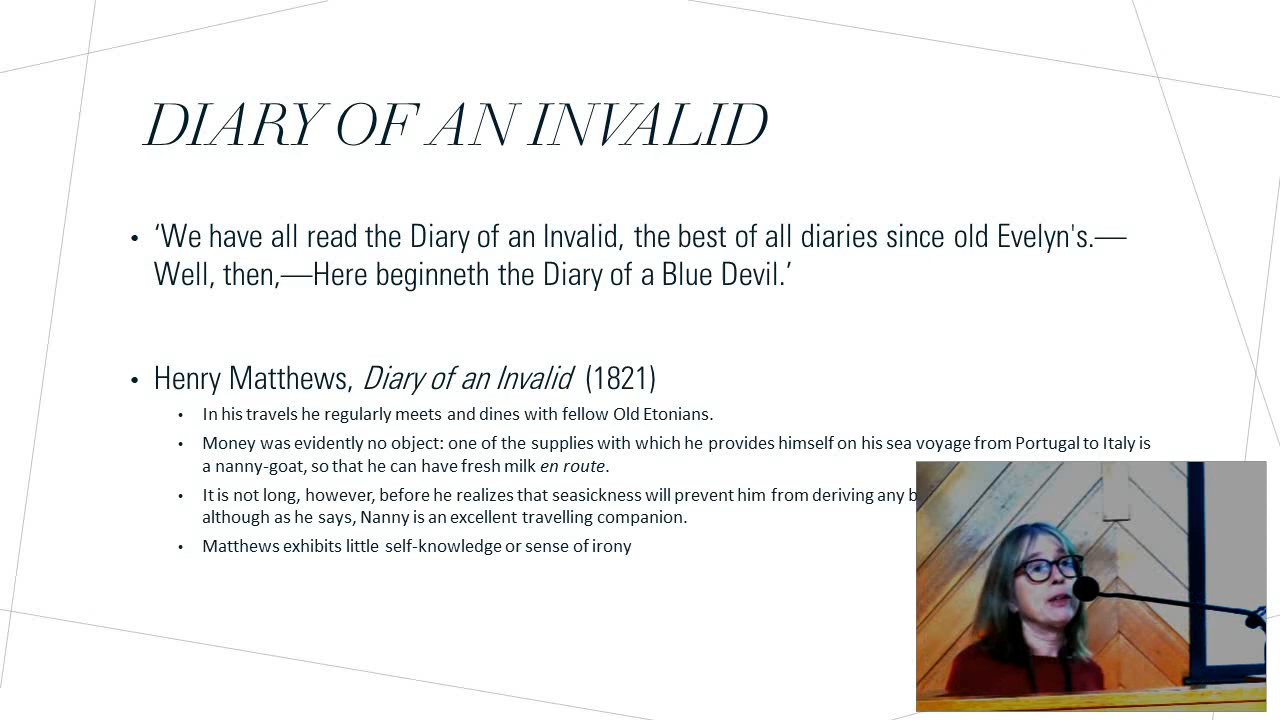 DIARY OF AN INVALID
• ‘We have all read the Diary of an Invalid, the best of all diaries since old Evelyn's.—
Well, then,—Here beginneth the Diary of a Blue Devil.’
• Henry Matthews, Diary of an Invalid (1821)
• In his travels he regularly meets and dines with fellow Old Etonians.
• Money was evidently no object: one of the supplies with which he provides himself on his sea voyage from Portugal to Italy is
a nanny-goat, so that he can have fresh milk en route.
• It is not long, however, before he realizes that seasickness will prevent him from deriving any
although as he says, Nanny is an excellent travelling companion.
• Matthews exhibits little self-knowledge or sense of irony